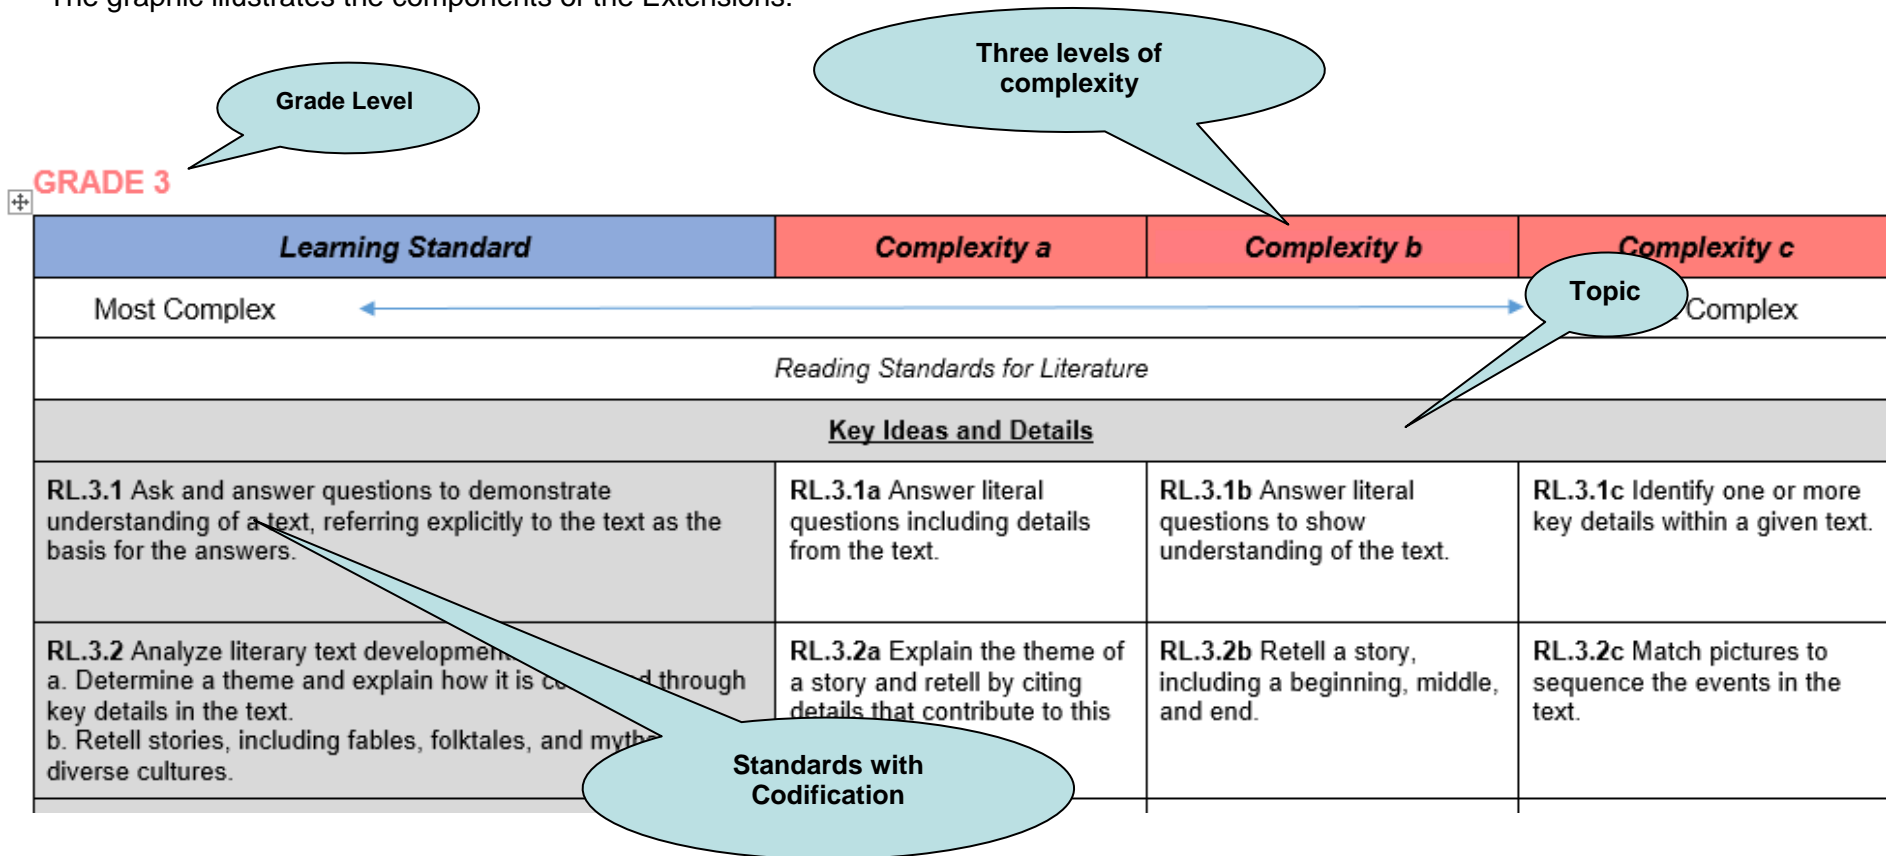 The graphic illustrates the components of the Extensions.
Three levels of
complexity
Grade Level
GRADE 3
Learning Standard
Complexity a
Complexity b
Complexity c
Most Complex
Topic
Complex
Reading Standards for Literature
Key Ideas and Details
RL.3.1 Ask and answer questions to demonstrate
understanding of a text, referring explicitly to the text as the
basis for the answers.
RL.3.1a Answer literal
questions including details
from the text.
RL.3.1b Answer literal
questions to show
understanding of the text.
RL.3.1c Identify one or more
key details within a given text.
RL.3.2 Analyze literary text
a. Determine a theme and explain how it is through
key details in the text.
b. Retell stories, including fables, folktales, and
diverse cultures.
RL.3.2a Explain the theme of
a story and retell by citing
details that contribute to this
RL.3.2b Retell a story,
including a beginning, middle,
and end.
RL.3.2c Match pictures to
sequence the events in the
text.
Standards with
Codification